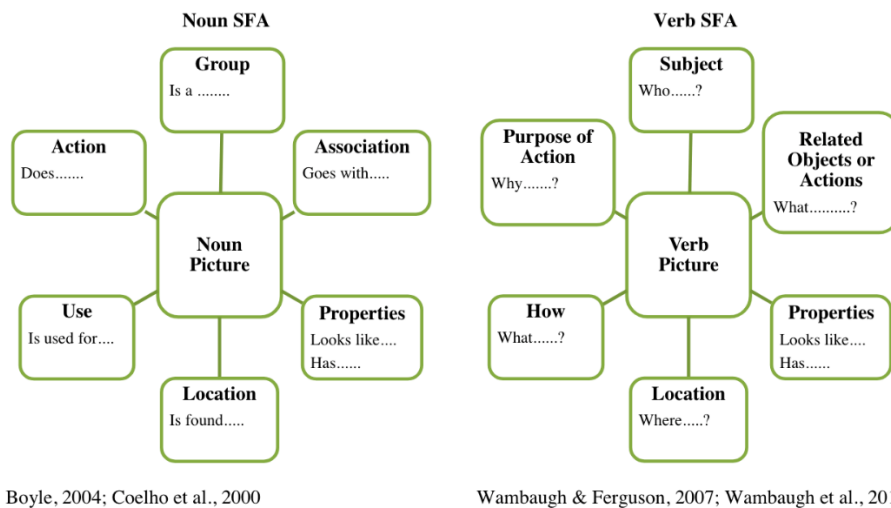 Noun SFA
Group
Is a ........
Action
Does.......
Association
Goes with.....
Noun
Picture
Use
Is used for....
Properties
Looks like....
Has......
Location
Is found.....
Boyle, 2004; Coelho et al., 2000
Verb SFA
Subject
Who......?
Purpose of
Action
Why.......?
Related
Objects or
Actions
What..........?
Verb
Picture
How
What......?
Properties
Looks like....
Has......
Location
Where.....?
Wambaugh & Ferguson, 2007; Wambaugh et al.,